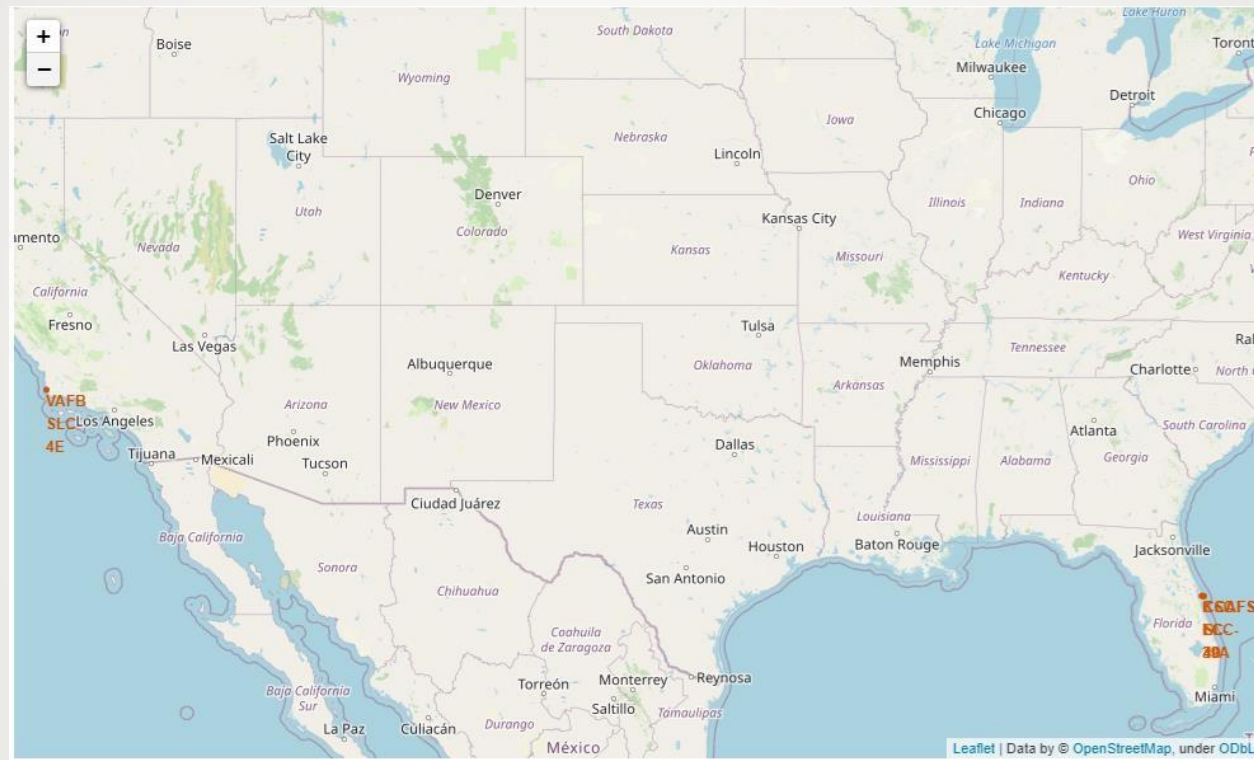 +
−
Boise
South Dakota
Lake Huron
Lake Michigan
Toront
Milwaukee
Wyoming
Detroit
Chicago
Iowa
Salt Lake
City
Nebraska
Lincoln
Ohio
Denver
Illinois
Indiana
Utah
Kansas City
Colorado
West Virginia
amento
Nevada
Kansas
Missouri
Kentucky
California
Fresno
Tulsa
Las Vegas
Ral
Tennessee
Albuquerque
Oklahoma
Memphis
Charlotte
North
Arkansas
VAFB
SLC-
4E
Los Angeles
Arizona
New Mexico
South Carolina
Atlanta
Phoenix
Dallas
Tijuana
Mexicali
Tucson
Mississippi
Alabama
Georgia
Ciudad Juárez
Texas
Louisiana
Austin
Baja California
Houston
Baton Rouge
Jacksonville
Sonora
San Antonio
Chihuahua
Florida
Coahuila
de Zaragoza
Torreón
Monterrey
Reynosa
Baja California
Sur
Saltillo
Miami
Tamaulipas
La Paz
Culiacán
Durango
México
Leaflet | Data by © OpenStreetMap, under ODbL